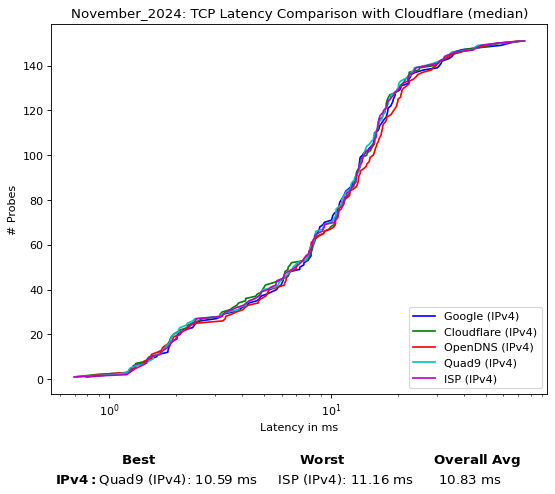 November_2024: TCP Latency Comparison with Cloudflare (median)
# Probes
140
120
100
80
60
40
20
0
Google (IPv4)
Cloudflare (IPv4)
OpenDNS (IPv4)
Quad9 (IPv4)
ISP (IPv4)
10⁰ 10¹
Latency in ms
Best Worst Overall Avg
IPv4: Quad9 (IPv4): 10.59 ms ISP (IPv4): 11.16 ms 10.83 ms